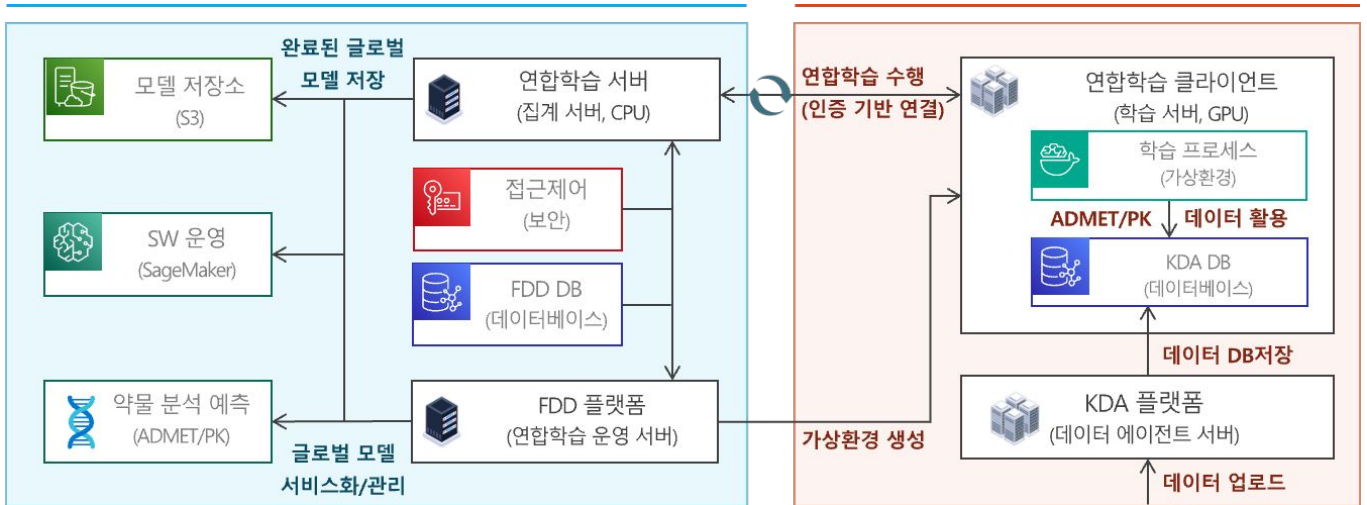 완료된 글로벌
모델 저장
모델 저장소
(S3)
연합학습 서버
(집계 서버, CPU)
접근제어
(보안)
SW 운영
(SageMaker)
FDD DB
(데이터베이스)
약물 분석 예측
(ADMET/PK)
FDD 플랫폼
(연합학습 운영 서버)
글로벌 모델
서비스화/관리
연합학습 수행
(인증 기반 연결)
연합학습 클라이언트
(학습 서버, GPU)
학습 프로세스
(가상환경)
ADMET/PK 데이터 활용
KDA DB
(데이터베이스)
데이터 DB저장
KDA 플랫폼
(데이터 에이전트 서버)
가상환경 생성
데이터 업로드